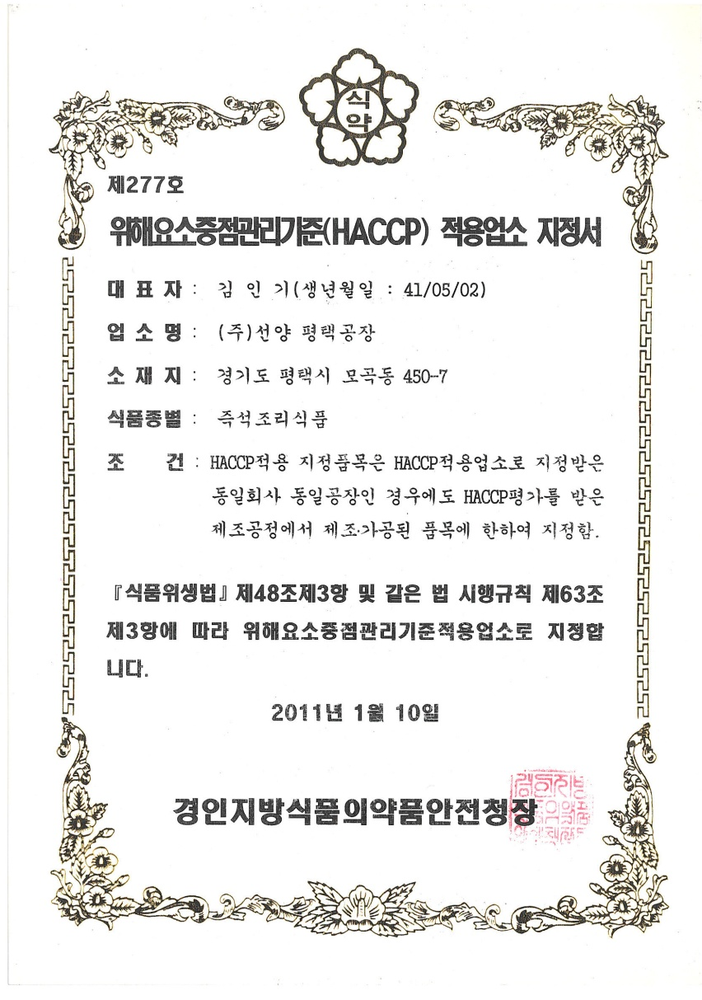 식
약
제277호
위해요소중점관리기준(HACCP) 적용업소 지정서
대 표 자 : 김 인 기(생년월일 : 41/05/02)
업 소 명 : (주)선양 평택공장
소 재 지 : 경기도 평택시 모곡동 450-7
식품종별 : 즉석조리식품
조 건 : HACCP적용 지정품목은 HACCP적용업소로 지정받은
동일회사 동일공장인 경우에도 HACCP평가를 받은
제조공정에서 제조·가공된 품목에 한하여 지정함.
『식품위생법』제48조제3항 및 같은 법 시행규칙 제63조
제3항에 따라 위해요소중점관리기준적용업소로 지정합
니다.
2011년 1월 10일
경인지방식품의약품안전청장